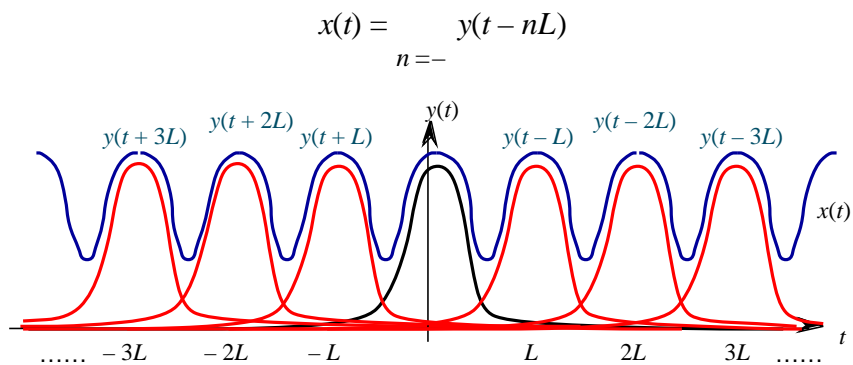 x(t) = y(t – nL)
n = –
y(t)
y(t + 3L) y(t + 2L) y(t + L) y(t – L) y(t – 2L) y(t – 3L)
x(t)
t
...... – 3L – 2L – L L 2L 3L ......